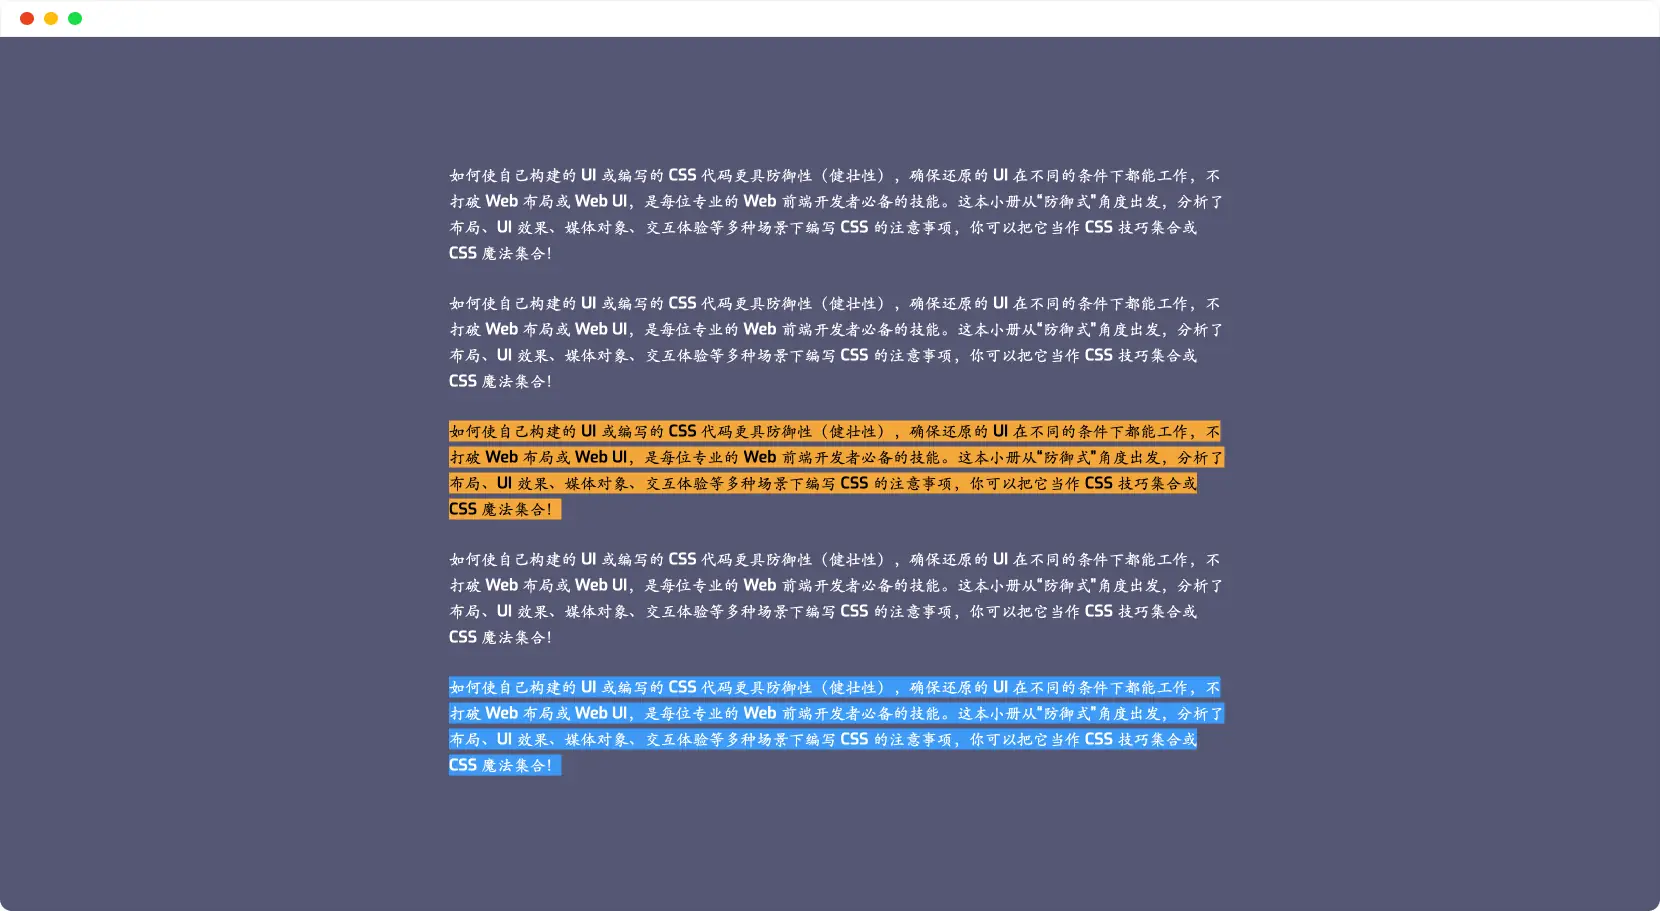 如何使自己构建的 UI 或编写的 CSS 代码更具防御性（健壮性），确保还原的 UI 在不同的条件下都能工作，不
打破 Web 布局或 Web UI，是每位专业的 Web 前端开发者必备的技能。这本小册从“防御式”角度出发，分析了
布局、UI 效果、媒体对象、交互体验等多种场景下编写 CSS 的注意事项，你可以把它当作 CSS 技巧集合或
CSS 魔法集合！
如何使自己构建的 UI 或编写的 CSS 代码更具防御性（健壮性），确保还原的 UI 在不同的条件下都能工作，不
打破 Web 布局或 Web UI，是每位专业的 Web 前端开发者必备的技能。这本小册从“防御式”角度出发，分析了
布局、UI 效果、媒体对象、交互体验等多种场景下编写 CSS 的注意事项，你可以把它当作 CSS 技巧集合或
CSS 魔法集合！
如何使自己构建的 UI 或编写的 CSS 代码更具防御性（健壮性），确保还原的 UI 在不同的条件下都能工作，不
打破 Web 布局或 Web UI，是每位专业的 Web 前端开发者必备的技能。这本小册从“防御式”角度出发，分析了
布局、UI 效果、媒体对象、交互体验等多种场景下编写 CSS 的注意事项，你可以把它当作 CSS 技巧集合或
CSS 魔法集合！
如何使自己构建的 UI 或编写的 CSS 代码更具防御性（健壮性），确保还原的 UI 在不同的条件下都能工作，不
打破 Web 布局或 Web UI，是每位专业的 Web 前端开发者必备的技能。这本小册从“防御式”角度出发，分析了
布局、UI 效果、媒体对象、交互体验等多种场景下编写 CSS 的注意事项，你可以把它当作 CSS 技巧集合或
CSS 魔法集合！
如何使自己构建的 UI 或编写的 CSS 代码更具防御性（健壮性），确保还原的 UI 在不同的条件下都能工作，不
打破 Web 布局或 Web UI，是每位专业的 Web 前端开发者必备的技能。这本小册从“防御式”角度出发，分析了
布局、UI 效果、媒体对象、交互体验等多种场景下编写 CSS 的注意事项，你可以把它当作 CSS 技巧集合或
CSS 魔法集合！